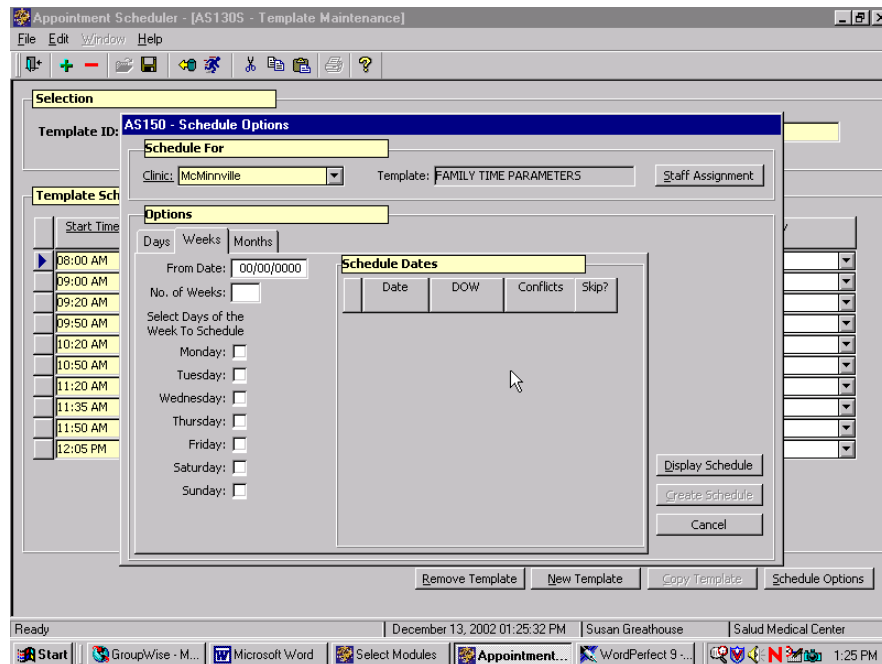 Appointment Scheduler - [AS130S - Template Maintenance]
File Edit Window Help
Selection
Template ID:
AS150 - Schedule Options
Schedule For
Clinic: McMinnville Template: FAMILY TIME PARAMETERS Staff Assignment
Template Sch
Start Time
08:00 AM
09:00 AM
09:20 AM
09:50 AM
10:20 AM
10:50 AM
11:20 AM
11:35 AM
11:50 AM
12:05 PM
Options
Days Weeks Months
From Date: 00/00/0000
No. of Weeks:
Select Days of the
Week To Schedule
Monday:
Tuesday:
Wednesday:
Thursday:
Friday:
Saturday:
Sunday:
Schedule Dates
Date DOW Conflicts Skip?
Display Schedule
Create Schedule
Cancel
Remove Template New Template Copy Template Schedule Options
Ready December 13, 2002 01:25:32 PM Susan Greathouse Salud Medical Center
Start GroupWise - M... Microsoft Word Select Modules Appointment... WordPerfect 9 -... 1:25 PM